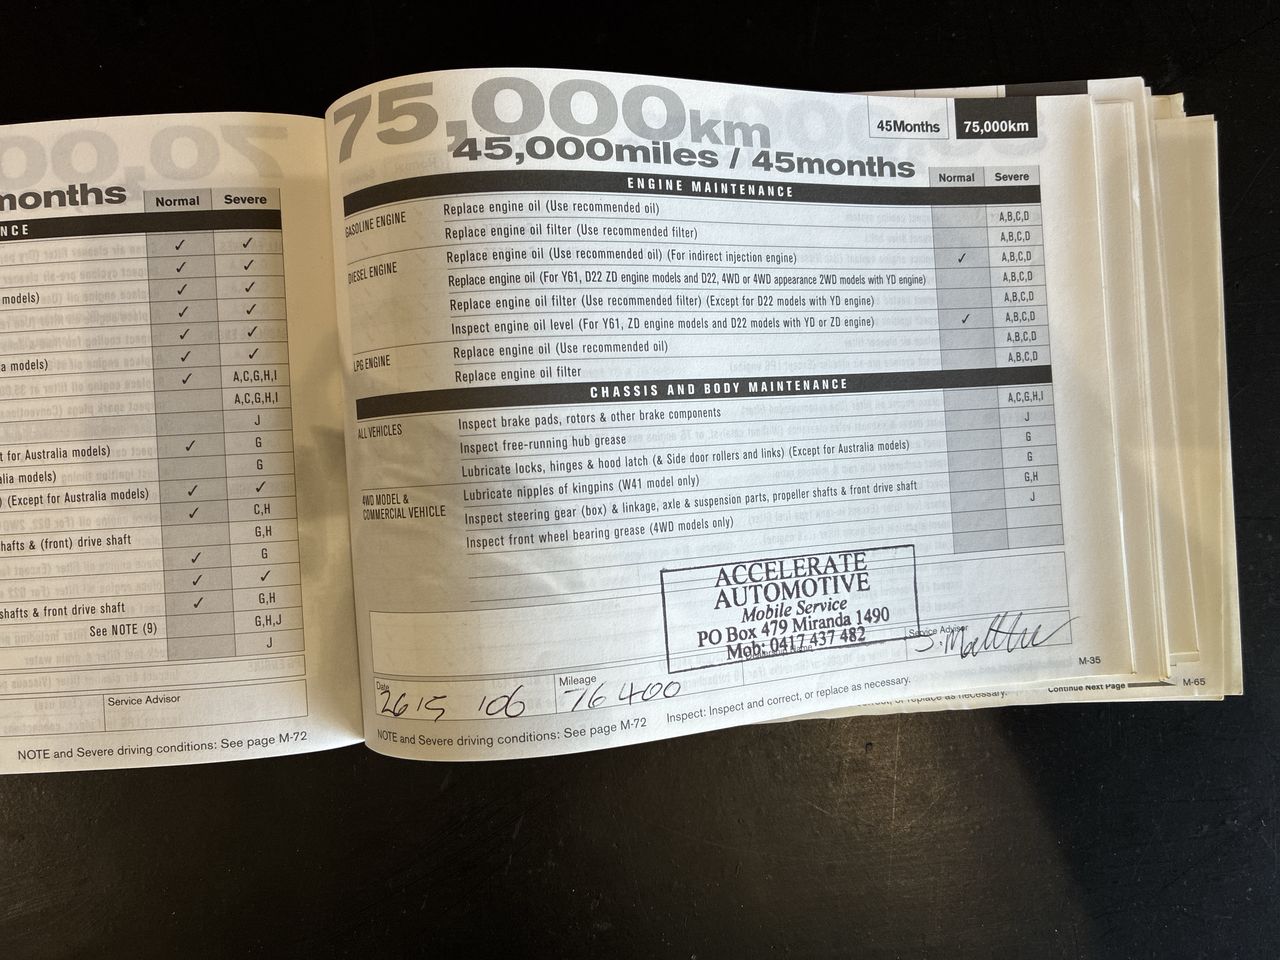 months
Normal Severe
NCE
✓ ✓
✓ ✓
models) ✓ ✓
✓ ✓
✓ ✓
a models) ✓ ✓
✓ A,C,G,H,I
A,C,G,H,I
J
t for Australia models) ✓ G
alia models) G
) (Except for Australia models) ✓ ✓
✓ C,H
hafts & (front) drive shaft G,H
✓ G
✓ ✓
shafts & front drive shaft ✓ G,H
See NOTE (9) G,H,J
J
Service Advisor
NOTE and Severe driving conditions: See page M-72
75,000km
45,000miles / 45months
45Months 75,000km
Normal Severe
ENGINE MAINTENANCE
GASOLINE ENGINE Replace engine oil (Use recommended oil) A,B,C,D
Replace engine oil filter (Use recommended filter) A,B,C,D
DIESEL ENGINE Replace engine oil (Use recommended oil) (For indirect injection engine) ✓ A,B,C,D
Replace engine oil (For Y61, D22 ZD engine models and D22, 4WD or 4WD appearance 2WD models with YD engine) A,B,C,D
Replace engine oil filter (Use recommended filter) (Except for D22 models with YD engine) A,B,C,D
Inspect engine oil level (For Y61, ZD engine models and D22 models with YD or ZD engine) ✓ A,B,C,D
LPG ENGINE Replace engine oil (Use recommended oil) A,B,C,D
Replace engine oil filter A,B,C,D
CHASSIS AND BODY MAINTENANCE
ALL VEHICLES Inspect brake pads, rotors & other brake components A,C,G,H,I
Inspect free-running hub grease J
Lubricate locks, hinges & hood latch (& Side door rollers and links) (Except for Australia models) G
4WD MODEL & COMMERCIAL VEHICLE Lubricate nipples of kingpins (W41 model only) G
Inspect steering gear (box) & linkage, axle & suspension parts, propeller shafts & front drive shaft G,H
Inspect front wheel bearing grease (4WD models only) J
ACCELERATE
AUTOMOTIVE
Mobile Service
PO Box 479 Miranda 1490
Mob: 0417 437 482
Service Advisor
Date 26 15 106 Mileage 76400
NOTE and Severe driving conditions: See page M-72 Inspect: Inspect and correct, or replace as necessary.
M-35
or replace as necessary.
Continue Next Page
M-65